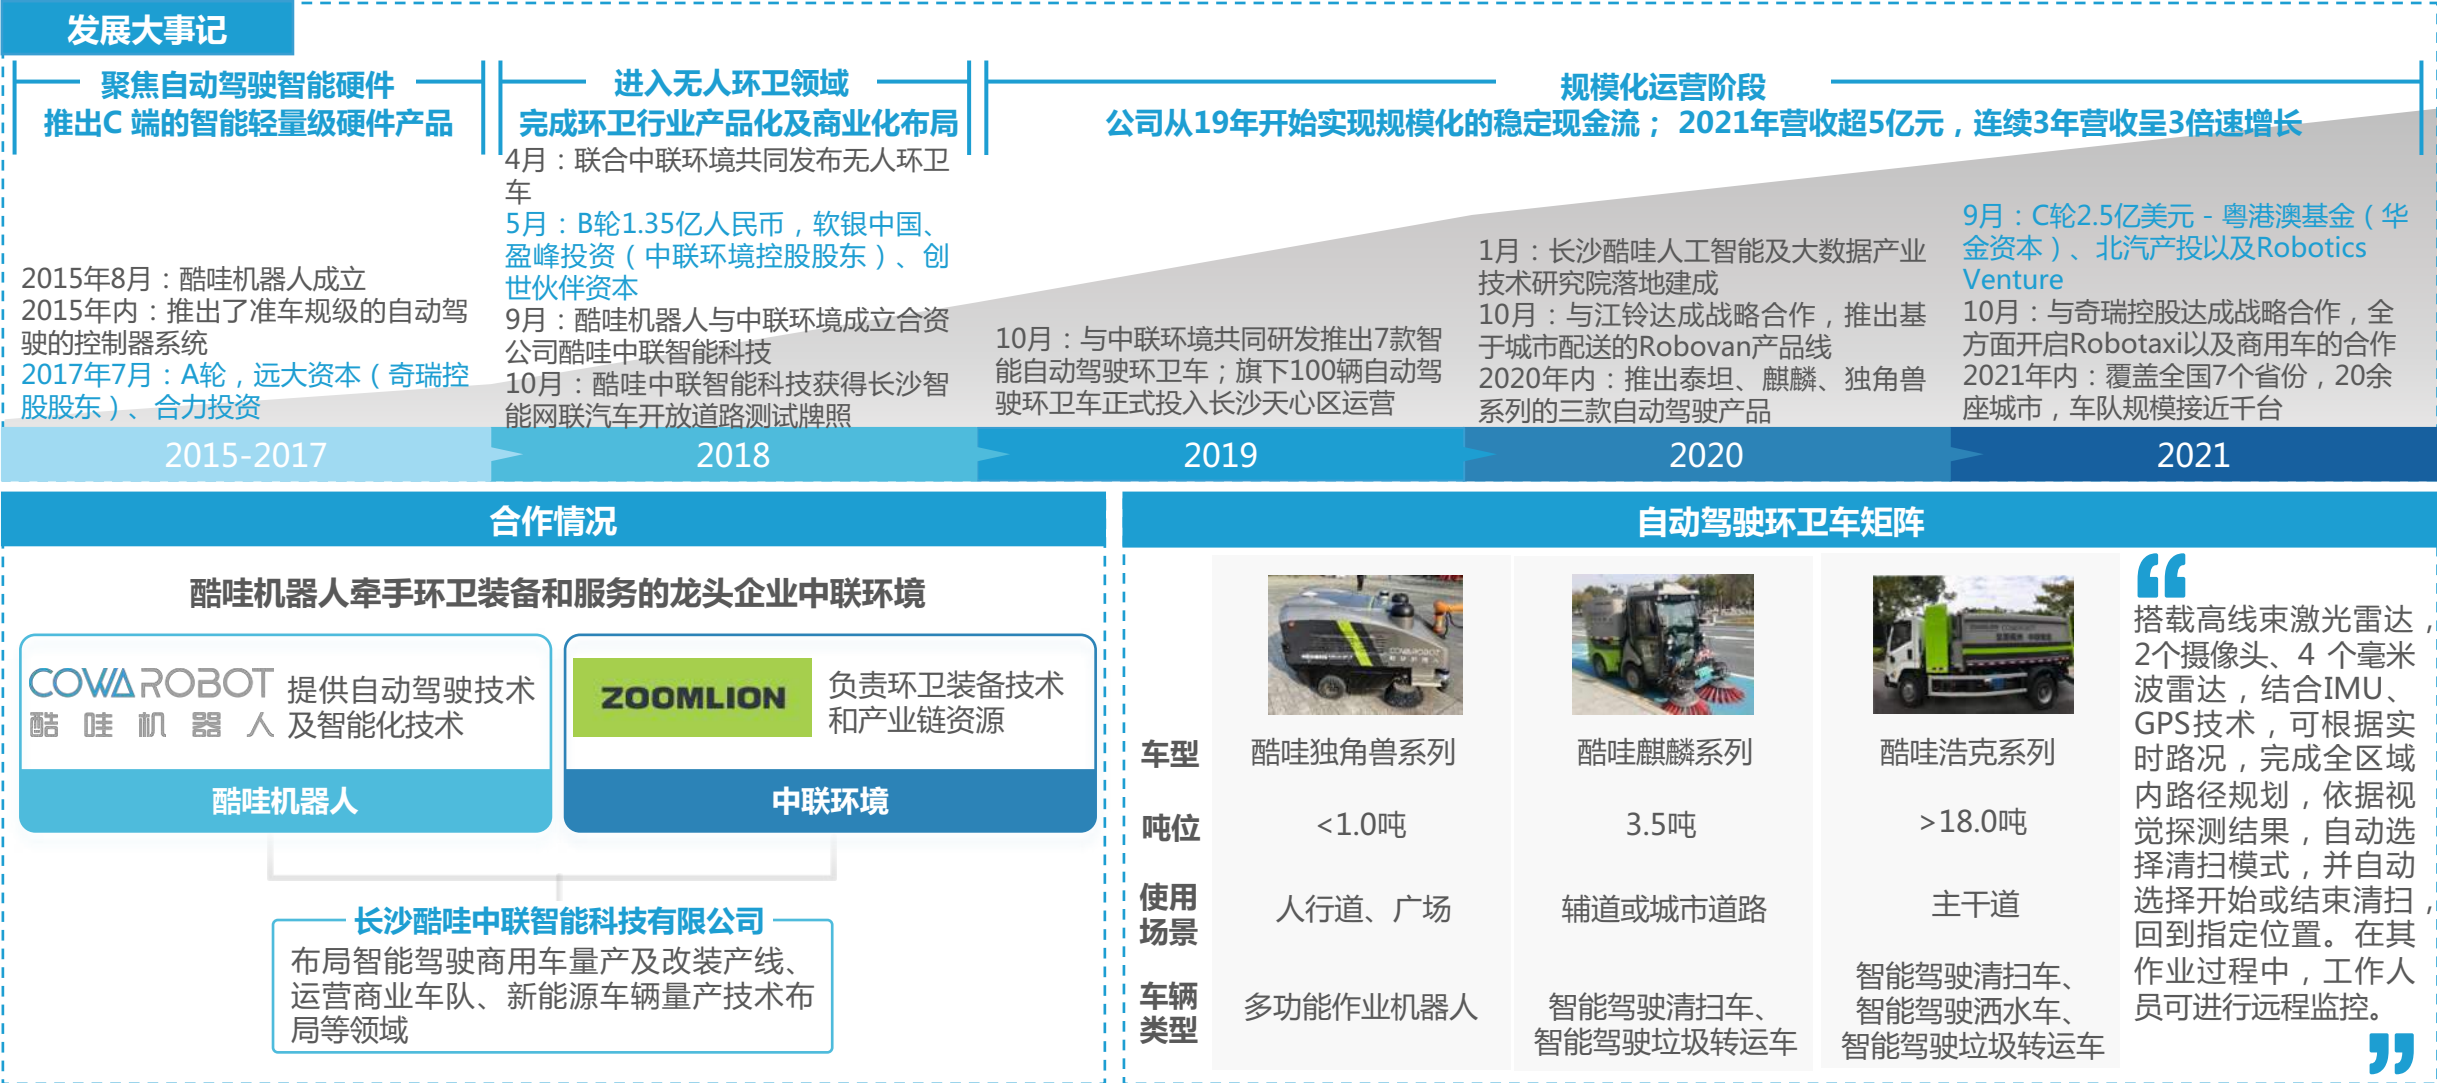 发展大事记
聚焦自动驾驶智能硬件
推出C 端的智能轻量级硬件产品
进入无人环卫领域
完成环卫行业产品化及商业化布局
规模化运营阶段
公司从19年开始实现规模化的稳定现金流； 2021年营收超5亿元，连续3年营收呈3倍速增长
2015年8月：酷哇机器人成立
2015年内：推出了准车规级的自动驾
驶的控制器系统
2017年7月：A轮，远大资本（奇瑞控
股股东）、合力投资
4月：联合中联环境共同发布无人环卫
车
5月：B轮1.35亿人民币，软银中国、
盈峰投资（中联环境控股股东）、创
世伙伴资本
9月：酷哇机器人与中联环境成立合资
公司酷哇中联智能科技
10月：酷哇中联智能科技获得长沙智
能网联汽车开放道路测试牌照
10月：与中联环境共同研发推出7款智
能自动驾驶环卫车；旗下100辆自动驾
驶环卫车正式投入长沙天心区运营
1月：长沙酷哇人工智能及大数据产业
技术研究院落地建成
10月：与江铃达成战略合作，推出基
于城市配送的Robovan产品线
2020年内：推出泰坦、麒麟、独角兽
系列的三款自动驾驶产品
9月：C轮2.5亿美元 - 粤港澳基金（华
金资本）、北汽产投以及Robotics
Venture
10月：与奇瑞控股达成战略合作，全
方面开启Robotaxi以及商用车的合作
2021年内：覆盖全国7个省份，20余
座城市，车队规模接近千台
2015-2017
2018
2019
2020
2021
合作情况
酷哇机器人牵手环卫装备和服务的龙头企业中联环境
COWAROBOT
酷哇机器人
提供自动驾驶技术
及智能化技术
酷哇机器人
ZOOMLION
负责环卫装备技术
和产业链资源
中联环境
长沙酷哇中联智能科技有限公司
布局智能驾驶商用车量产及改装产线、
运营商业车队、新能源车辆量产技术布
局等领域
自动驾驶环卫车矩阵
车型
酷哇独角兽系列
酷哇麒麟系列
酷哇浩克系列
吨位
<1.0吨
3.5吨
>18.0吨
使用
场景
人行道、广场
辅道或城市道路
主干道
车辆
类型
多功能作业机器人
智能驾驶清扫车、
智能驾驶垃圾转运车
智能驾驶清扫车、
智能驾驶洒水车、
智能驾驶垃圾转运车
“
搭载高线束激光雷达，
2个摄像头、4 个毫米
波雷达，结合IMU、
GPS技术，可根据实
时路况，完成全区域
内路径规划，依据视
觉探测结果，自动选
择清扫模式，并自动
选择开始或结束清扫，
回到指定位置。在其
作业过程中，工作人
员可进行远程监控。
”